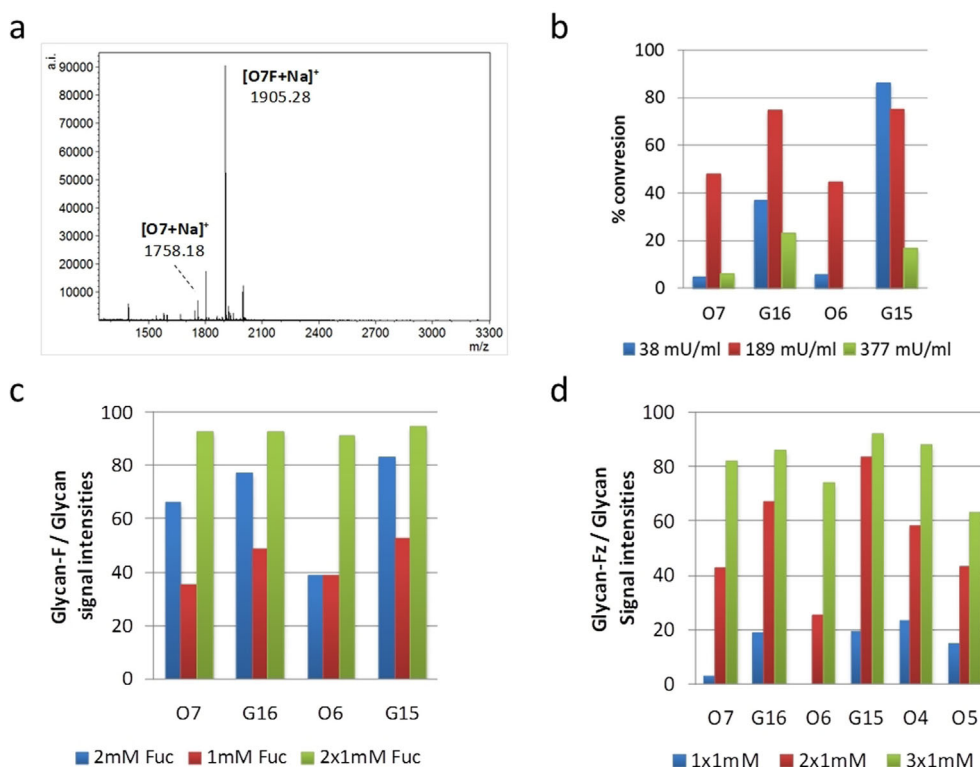 a
a.i.
90000
80000
70000
60000
50000
40000
30000
20000
10000
[O7F+Na]+
1905.28
[O7+Na]+
1758.18
1500 1800 2100 2400 2700 3000 3300
m/z
b
% convresion
100
80
60
40
20
0
O7 G16 O6 G15
38 mU/ml 189 mU/ml 377 mU/ml
c
Glycan-F / Glycan
signal intensities
100
80
60
40
20
0
O7 G16 O6 G15
2mM Fuc 1mM Fuc 2x1mM Fuc
d
Glycan-Fz / Glycan
Signal intensities
100
80
60
40
20
0
O7 G16 O6 G15 O4 O5
1x1mM 2x1mM 3x1mM